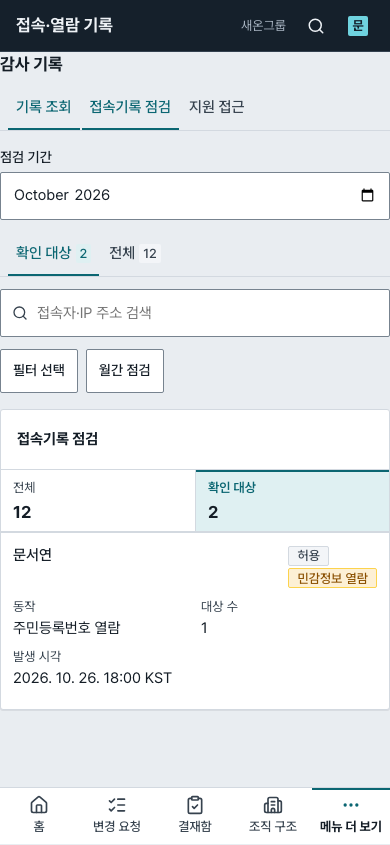 접속·열람 기록
새온그룹
문
감사 기록
기록 조회
접속기록 점검
지원 접근
점검 기간
October 2026
확인 대상 2
전체 12
접속자·IP 주소 검색
필터 선택
월간 점검
접속기록 점검
전체
12
확인 대상
2
문서연
허용
민감정보 열람
동작
주민등록번호 열람
대상 수
1
발생 시각
2026. 10. 26. 18:00 KST
홈
변경 요청
결재함
조직 구조
메뉴 더 보기